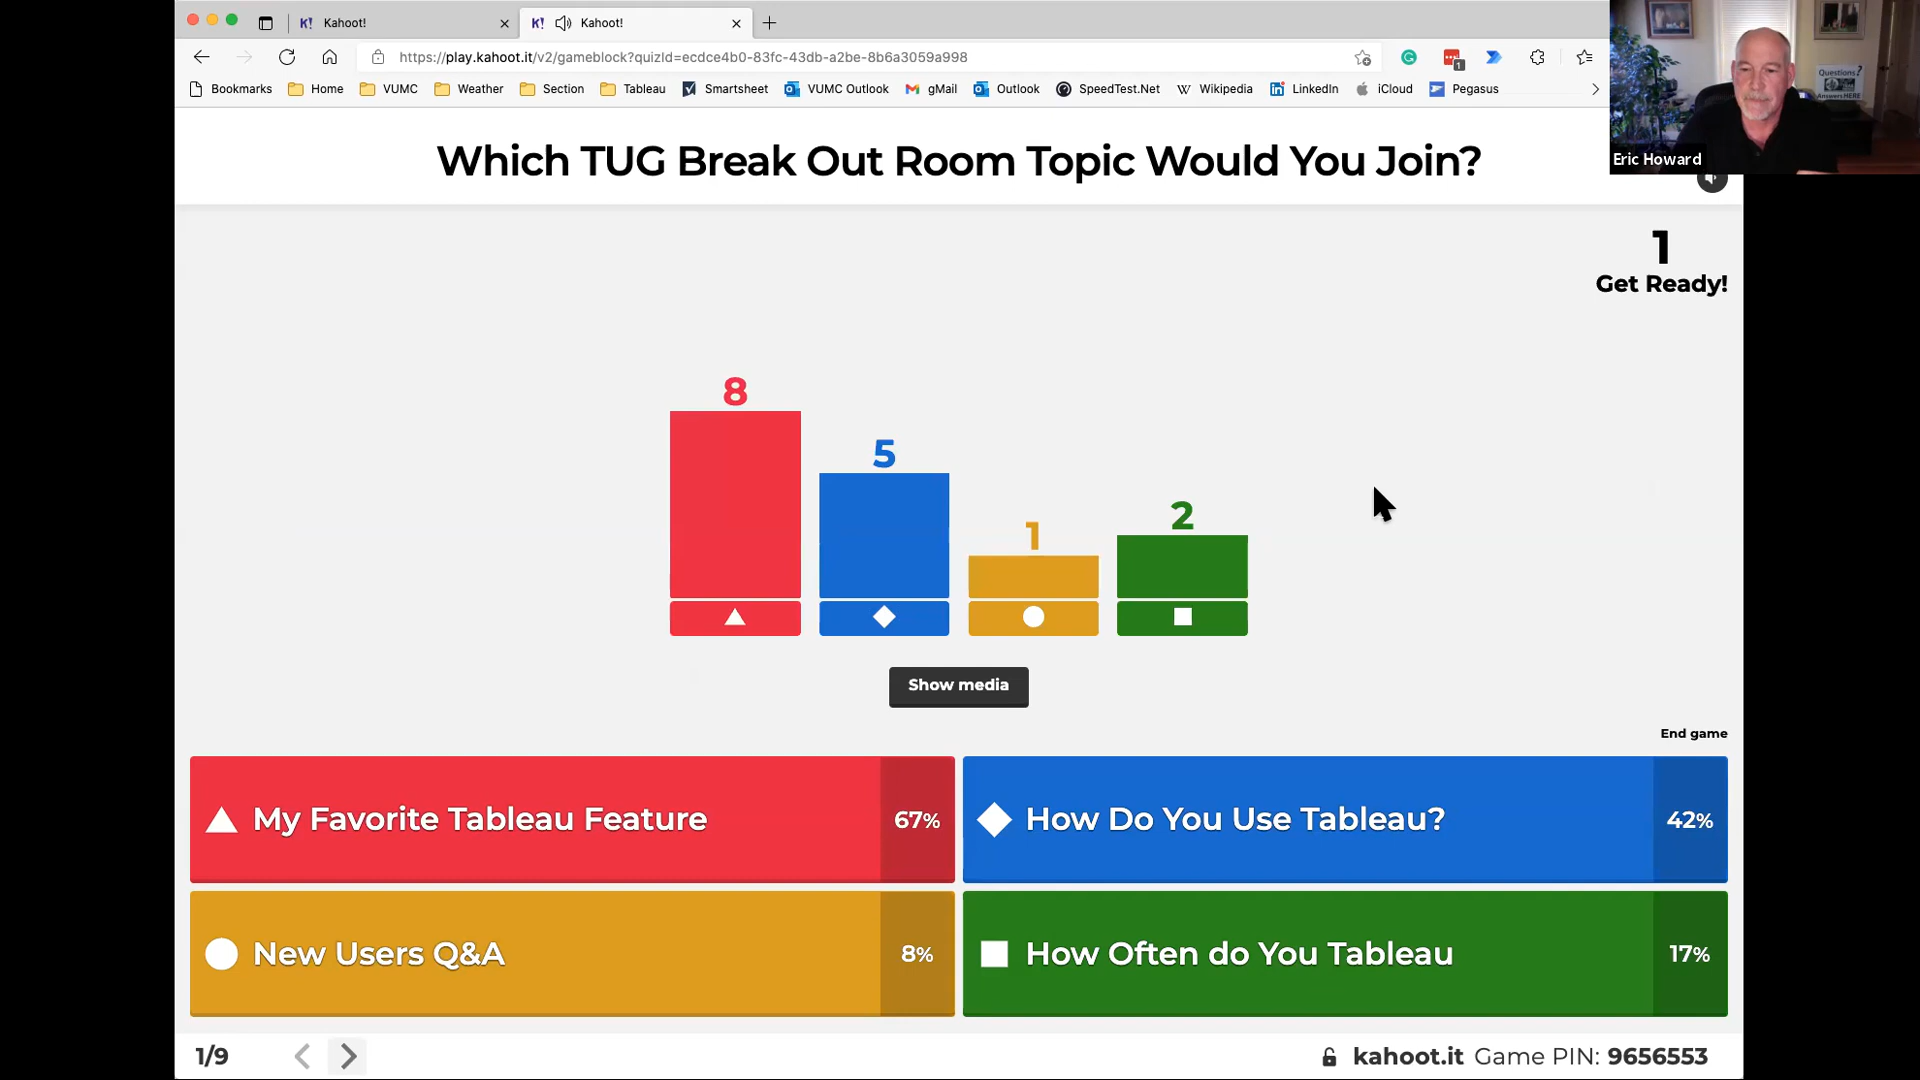 K! Kahoot!
K! Kahoot!
https://play.kahoot.it/v2/gameblock?quizId=ecdce4b0-83fc-43db-a2be-8b6a3059a998
1
Bookmarks Home VUMC Weather Section Tableau Smartsheet VUMC Outlook gMail Outlook SpeedTest.Net W Wikipedia LinkedIn iCloud Pegasus
Questions?
Answers HERE
Eric Howard
Which TUG Break Out Room Topic Would You Join?
1
Get Ready!
8
5
1
2
Show media
End game
My Favorite Tableau Feature 67%
How Do You Use Tableau? 42%
New Users Q&A 8%
How Often do You Tableau 17%
1/9
kahoot.it Game PIN: 9656553